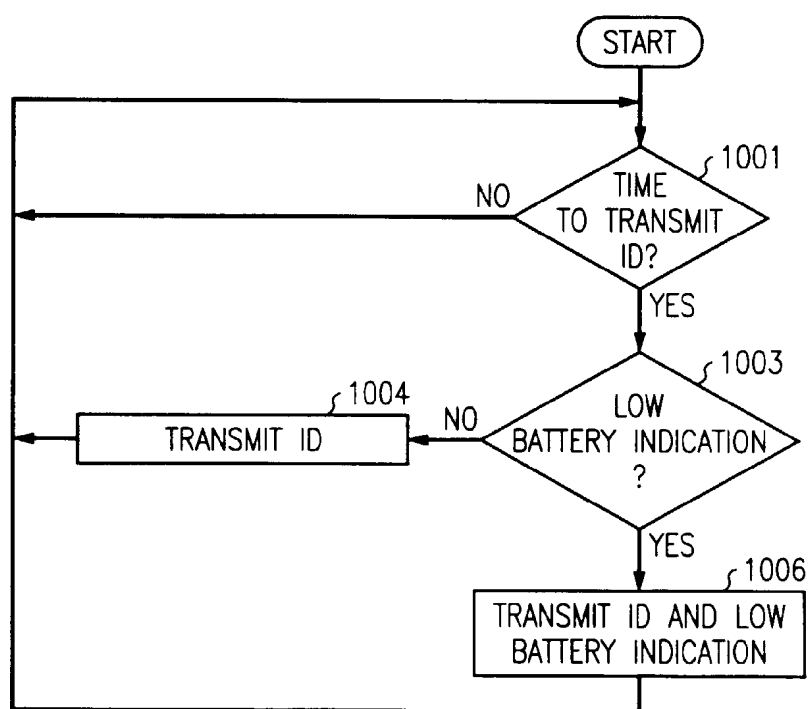 START
1001
TIME
TO TRANSMIT
ID?
NO
YES
1003
LOW
BATTERY INDICATION
?
NO
1004
TRANSMIT ID
YES
1006
TRANSMIT ID AND LOW
BATTERY INDICATION